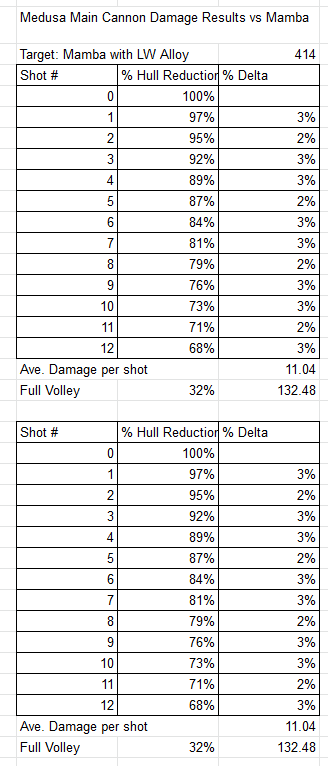 Medusa Main Cannon Damage Results vs Mamba
Target: Mamba with LW Alloy 414
Shot # % Hull Reduction % Delta
0 100%
1 97% 3%
2 95% 2%
3 92% 3%
4 89% 3%
5 87% 2%
6 84% 3%
7 81% 3%
8 79% 2%
9 76% 3%
10 73% 3%
11 71% 2%
12 68% 3%
Ave. Damage per shot 11.04
Full Volley 32% 132.48
Shot # % Hull Reduction % Delta
0 100%
1 97% 3%
2 95% 2%
3 92% 3%
4 89% 3%
5 87% 2%
6 84% 3%
7 81% 3%
8 79% 2%
9 76% 3%
10 73% 3%
11 71% 2%
12 68% 3%
Ave. Damage per shot 11.04
Full Volley 32% 132.48